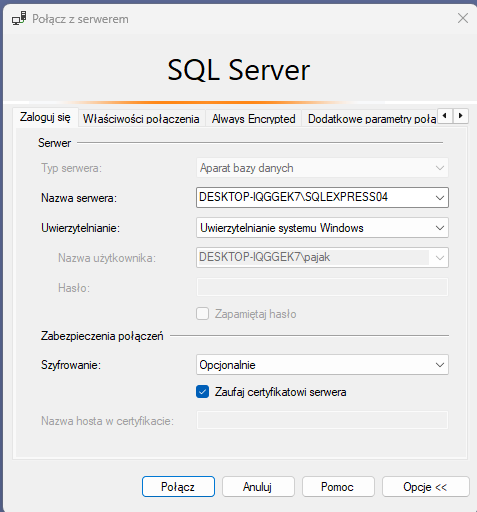 Połącz z serwerem
SQL Server
Zaloguj się Właściwości połączenia Always Encrypted Dodatkowe parametry połą
Serwer
Typ serwera: Aparat bazy danych
Nazwa serwera: DESKTOP-IQGGEK7\SQLEXPRESS04
Uwierzytelnianie: Uwierzytelnianie systemu Windows
Nazwa użytkownika: DESKTOP-IQGGEK7\pajak
Hasło:
Zapamiętaj hasło
Zabezpieczenia połączeń
Szyfrowanie: Opcjonalnie
Zaufaj certyfikatowi serwera
Nazwa hosta w certyfikacie:
Połącz Anuluj Pomoc Opcje <<